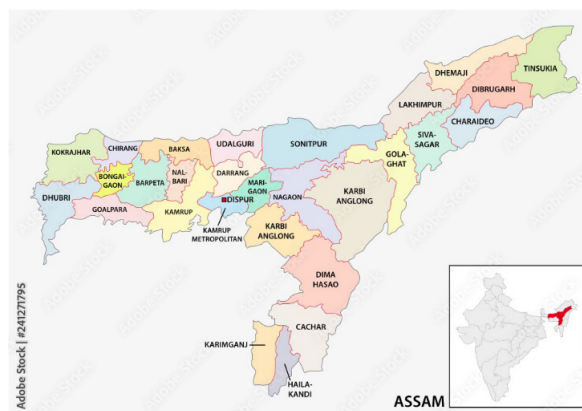 TINSUKIA
DHEMAJI
DIBRUGARH
LAKHIMPUR
CHARAIDEO
SIVA-
SAGAR
SONITPUR
UDALGURI
BAKSA
CHIRANG
KOKRAJHAR
GOLA-
GHAT
BONGAI-
GAON
BARPETA
NAL-
BARI
DARRANG
MARI-
GAON
NAGAON
KARBI
ANGLONG
DHUBRI
GOALPARA
KAMRUP
DISPUR
KAMRUP
METROPOLITAN
KARBI
ANGLONG
DIMA
HASAO
CACHAR
KARIMGANJ
HAILA-
KANDI
ASSAM
Adobe Stock | #241271795